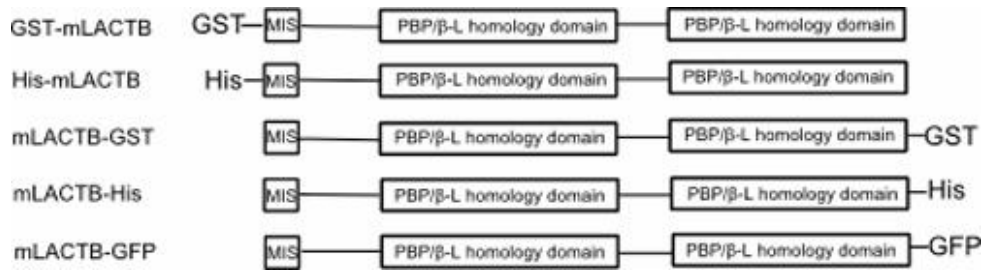 GST-mLACTB GST MIS PBP/β-L homology domain PBP/β-L homology domain
His-mLACTB His MIS PBP/β-L homology domain PBP/β-L homology domain
mLACTB-GST MIS PBP/β-L homology domain PBP/β-L homology domain GST
mLACTB-His MIS PBP/β-L homology domain PBP/β-L homology domain His
mLACTB-GFP MIS PBP/β-L homology domain PBP/β-L homology domain GFP